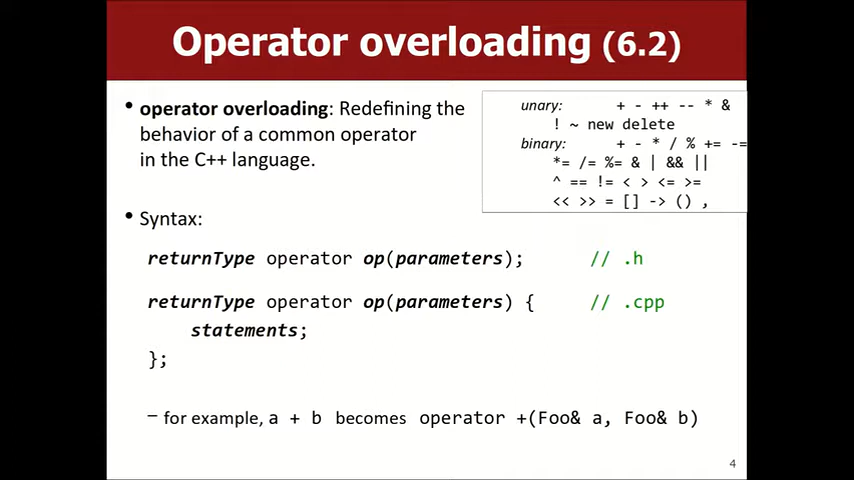 Operator overloading (6.2)
• operator overloading: Redefining the
behavior of a common operator
in the C++ language.
unary: + - ++ -- * &
! ~ new delete
binary: + - * / % += -=
*= /= %= & | && ||
^ == != < > <= >=
<< >> = [] -> () ,
• Syntax:
returnType operator op(parameters); // .h
returnType operator op(parameters) { // .cpp
statements;
};
– for example, a + b becomes operator +(Foo& a, Foo& b)
4